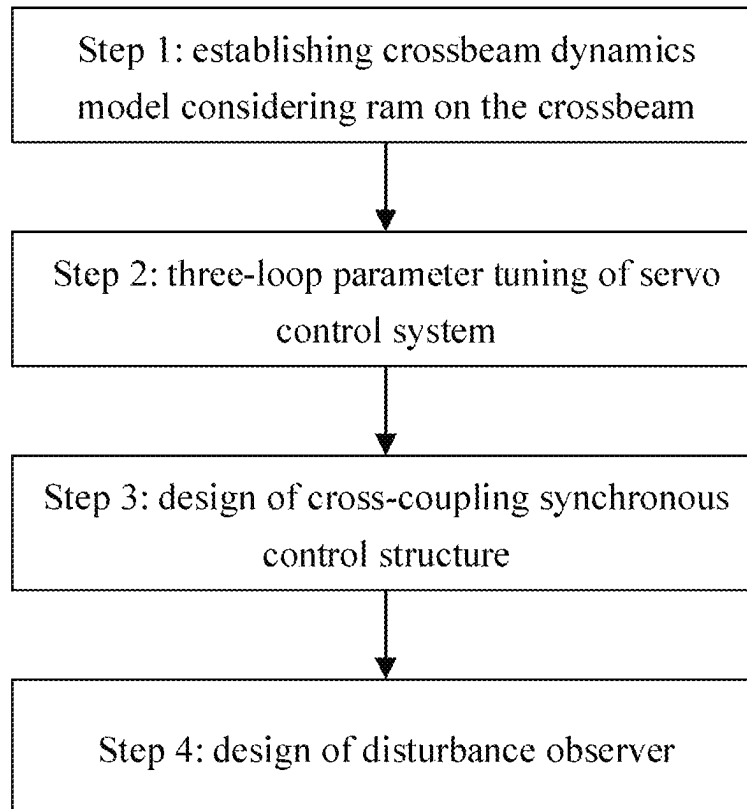 Step 1: establishing crossbeam dynamics
model considering ram on the crossbeam
Step 2: three-loop parameter tuning of servo
control system
Step 3: design of cross-coupling synchronous
control structure
Step 4: design of disturbance observer